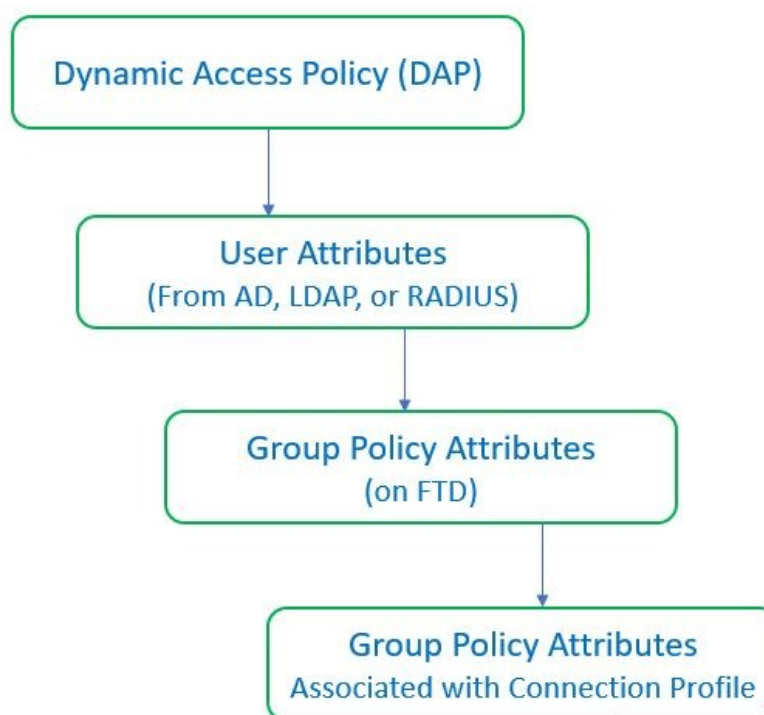 Dynamic Access Policy (DAP)
User Attributes
(From AD, LDAP, or RADIUS)
Group Policy Attributes
(on FTD)
Group Policy Attributes
Associated with Connection Profile